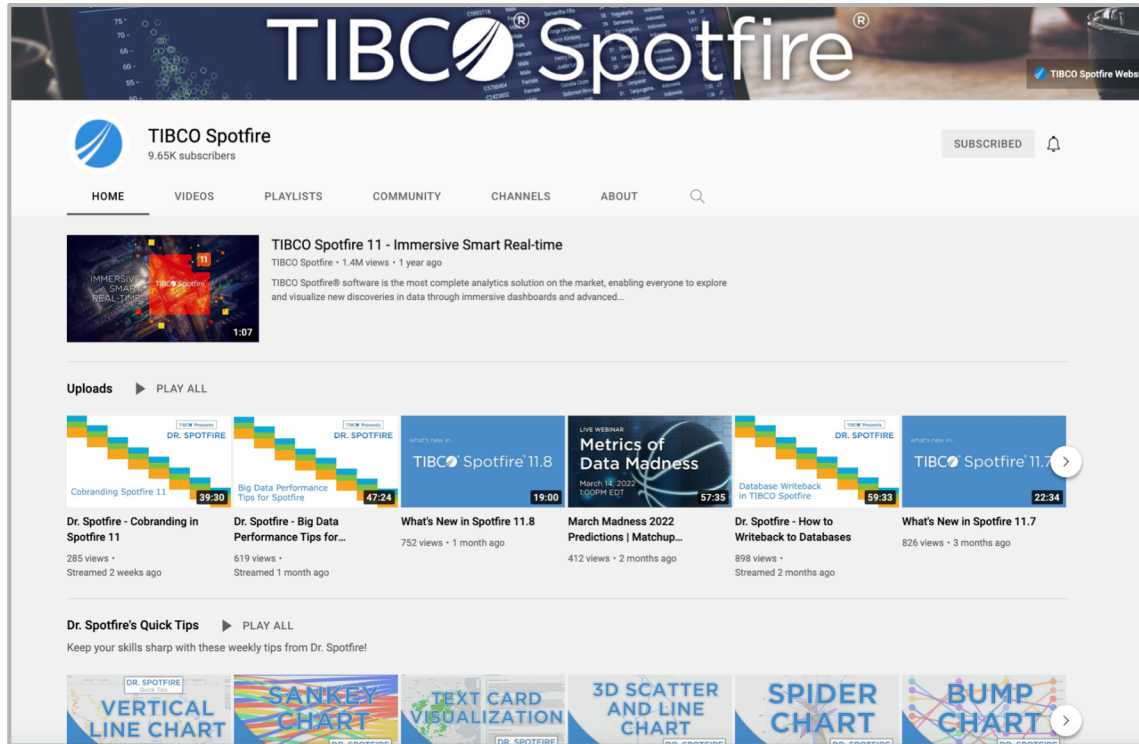 TIBCO® Spotfire®
TIBCO Spotfire Webs
TIBCO Spotfire
9.65K subscribers
SUBSCRIBED
HOME VIDEOS PLAYLISTS COMMUNITY CHANNELS ABOUT
IMMERSIVE
SMART
REAL-TIME
TIBCO Spotfire
11
1:07
TIBCO Spotfire 11 - Immersive Smart Real-time
TIBCO Spotfire • 1.4M views • 1 year ago
TIBCO Spotfire® software is the most complete analytics solution on the market, enabling everyone to explore
and visualize new discoveries in data through immersive dashboards and advanced...
Uploads PLAY ALL
TIBCO Presents
DR. SPOTFIRE
Cobranding Spotfire 11
39:30
Dr. Spotfire - Cobranding in
Spotfire 11
285 views •
Streamed 2 weeks ago
TIBCO Presents
DR. SPOTFIRE
Big Data Performance
Tips for Spotfire
47:24
Dr. Spotfire - Big Data
Performance Tips for...
619 views •
Streamed 1 month ago
what's new in...
TIBCO Spotfire® 11.8
19:00
What's New in Spotfire 11.8
752 views • 1 month ago
LIVE WEBINAR
Metrics of
Data Madness
March 14, 2022
1:00PM EDT
57:35
March Madness 2022
Predictions | Matchup...
412 views • 2 months ago
TIBCO Presents
DR. SPOTFIRE
Database Writeback
in TIBCO Spotfire
59:33
Dr. Spotfire - How to
Writeback to Databases
898 views •
Streamed 2 months ago
what's new in...
TIBCO Spotfire® 11.7
22:34
What's New in Spotfire 11.7
826 views • 3 months ago
Dr. Spotfire's Quick Tips PLAY ALL
Keep your skills sharp with these weekly tips from Dr. Spotfire!
DR. SPOTFIRE
Quick Tips
VERTICAL
LINE CHART
SANKEY
CHART
DR. SPOTFIRE
TEXT CARD
VISUALIZATION
DR. SPOTFIRE
3D SCATTER
AND LINE
CHART
DR. SPOTFIRE
SPIDER
CHART
DR. SPOTFIRE
BUMP
CHART
DR. SPOTFIRE